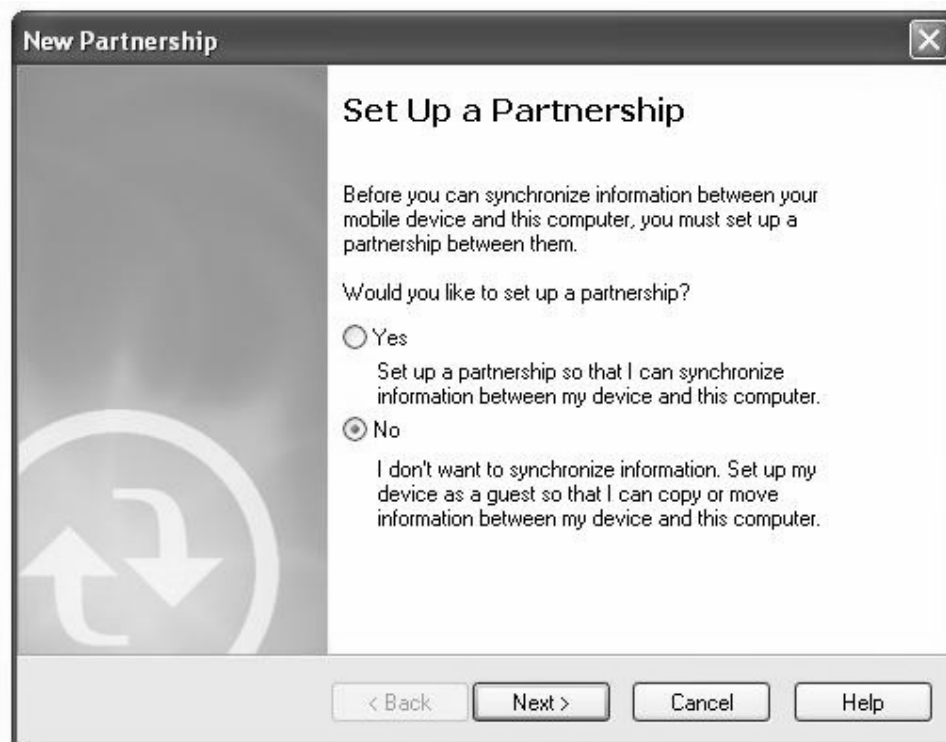 New Partnership
Set Up a Partnership
Before you can synchronize information between your
mobile device and this computer, you must set up a
partnership between them.
Would you like to set up a partnership?
Yes
Set up a partnership so that I can synchronize
information between my device and this computer.
No
I don't want to synchronize information. Set up my
device as a guest so that I can copy or move
information between my device and this computer.
< Back
Next >
Cancel
Help